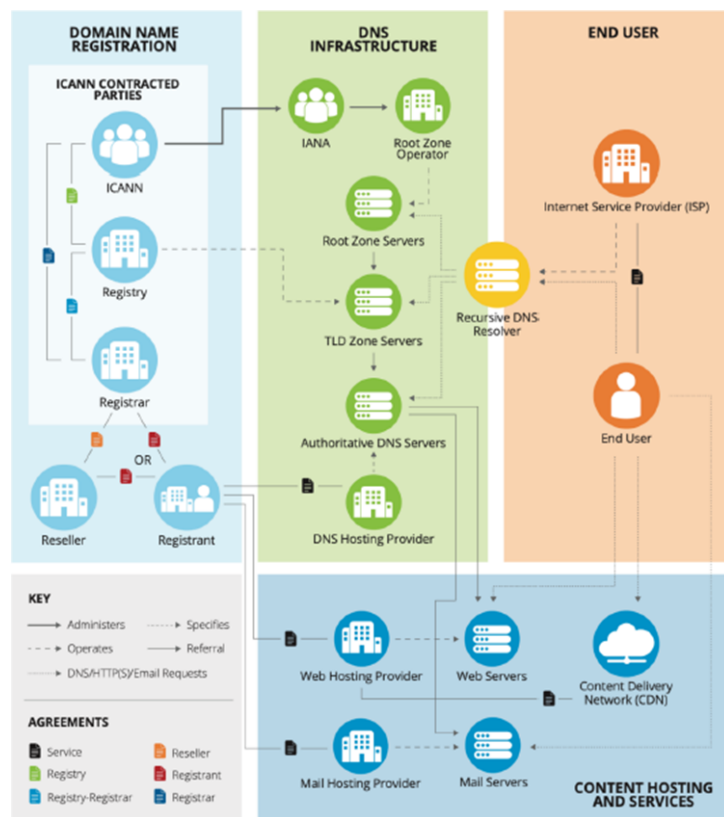 DOMAIN NAME
REGISTRATION
DNS
INFRASTRUCTURE
END USER
ICANN CONTRACTED
PARTIES
ICANN
IANA
Root Zone
Operator
Internet Service Provider (ISP)
Root Zone Servers
Registry
Recursive DNS
Resolver
TLD Zone Servers
Registrar
End User
Authoritative DNS Servers
OR
Reseller
Registrant
DNS Hosting Provider
KEY
Administers
Specifies
Operates
Referral
DNS/HTTP(S)/Email Requests
Web Hosting Provider
Web Servers
Content Delivery
Network (CDN)
AGREEMENTS
Service
Reseller
Registry
Registrant
Registry-Registrar
Registrar
Mail Hosting Provider
Mail Servers
CONTENT HOSTING
AND SERVICES